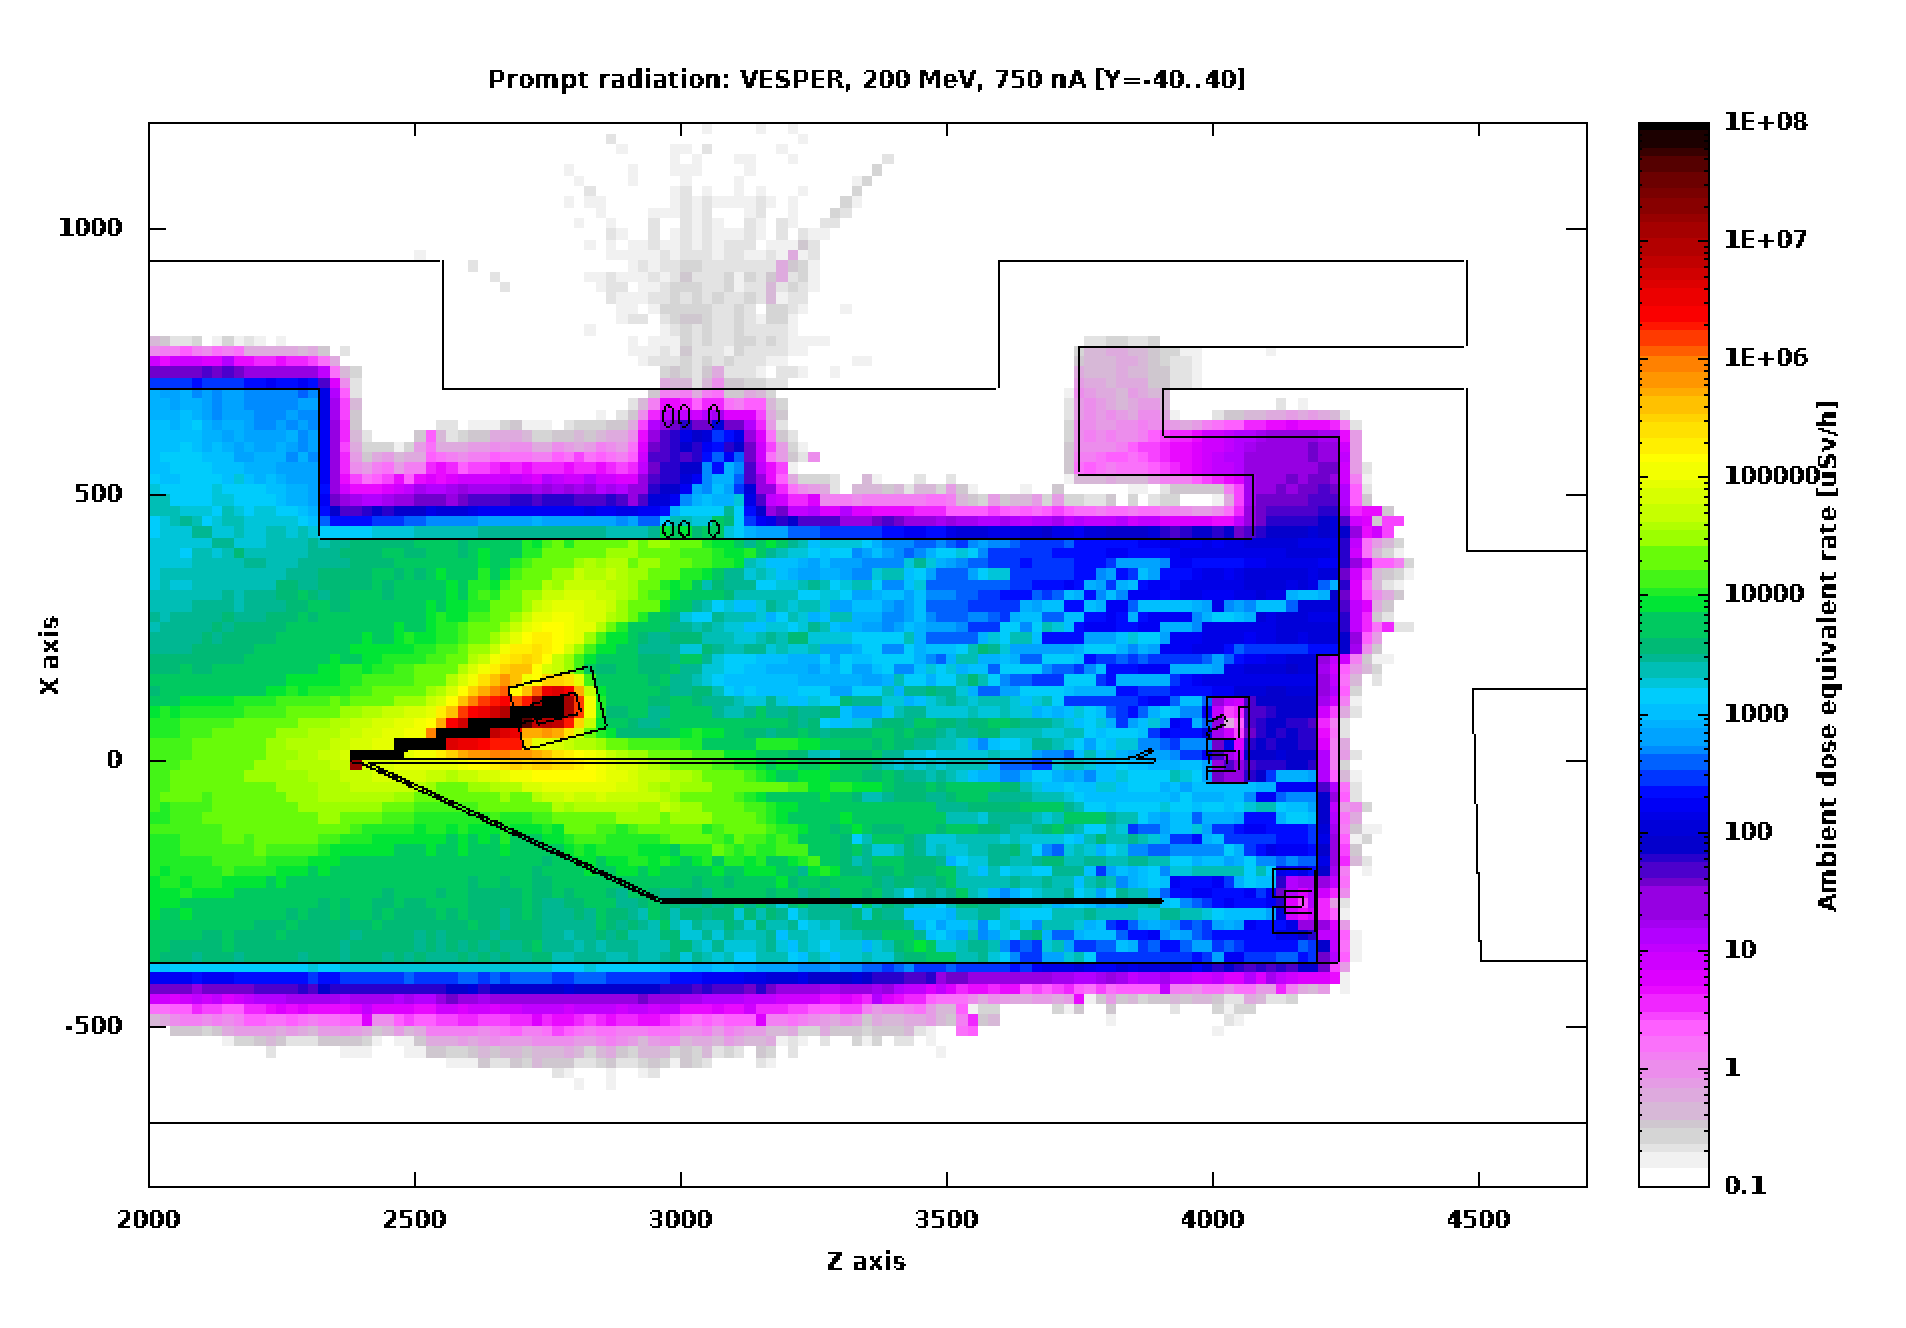 Prompt radiation: VESPER, 200 MeV, 750 nA [Y=-40..40]
1000
500
0
-500
X axis
2000
2500
3000
3500
4000
4500
Z axis
1E+08
1E+07
1E+06
100000
10000
1000
100
10
1
0.1
Ambient dose equivalent rate [uSv/h]